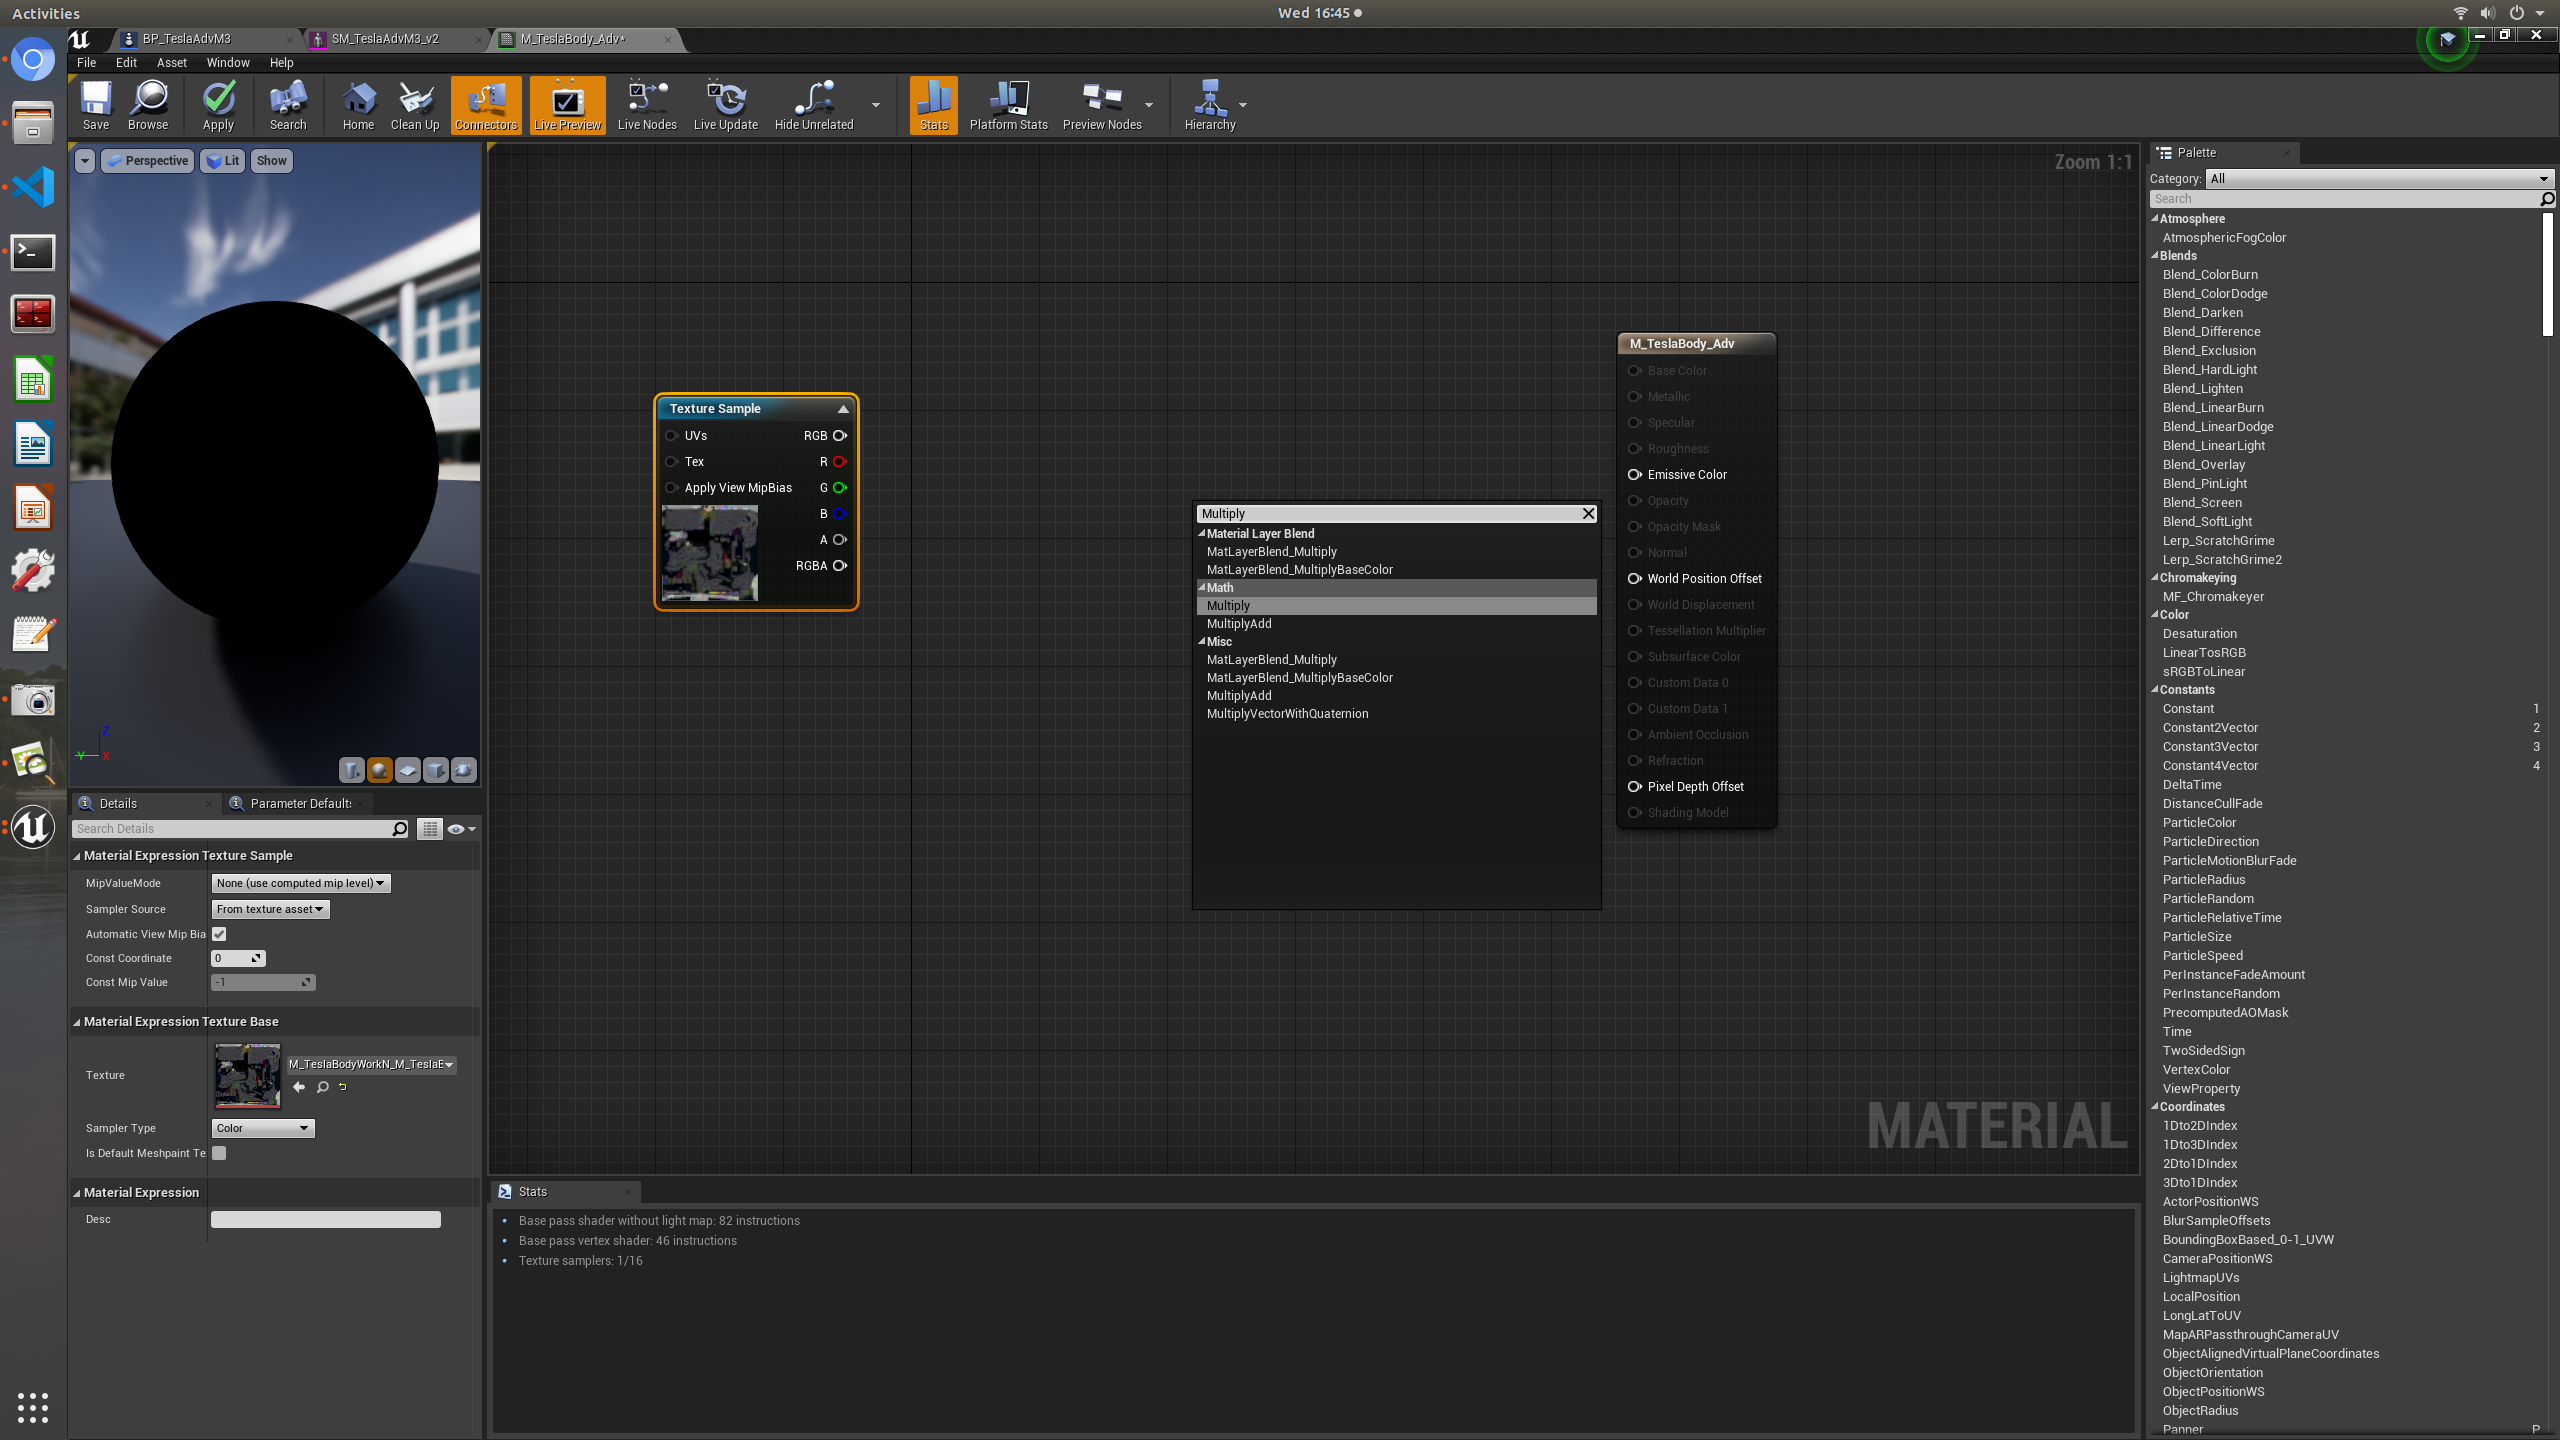 Activities
Wed 16:45
BP_TeslaAdvM3
SM_TeslaAdvM3_v2
M_TeslaBody_Adv*
File Edit Asset Window Help
Save
Browse
Apply
Search
Home
Clean Up
Connectors
Live Preview
Live Nodes
Live Update
Hide Unrelated
Stats
Platform Stats
Preview Nodes
Hierarchy
Perspective
Lit
Show
Z
Y
X
Details
Parameter Defaults
Search Details
Material Expression Texture Sample
MipValueMode
None (use computed mip level)
Sampler Source
From texture asset
Automatic View Mip Bia
Const Coordinate
0
Const Mip Value
-1
Material Expression Texture Base
Texture
M_TeslaBodyWorkN_M_TeslaE
Sampler Type
Color
Is Default Meshpaint Te
Material Expression
Desc
Zoom 1:1
Texture Sample
UVs RGB
Tex R
Apply View MipBias G
B
A
RGBA
Multiply
Material Layer Blend
MatLayerBlend_Multiply
MatLayerBlend_MultiplyBaseColor
Math
Multiply
MultiplyAdd
Misc
MatLayerBlend_Multiply
MatLayerBlend_MultiplyBaseColor
MultiplyAdd
MultiplyVectorWithQuaternion
M_TeslaBody_Adv
Base Color
Metallic
Specular
Roughness
Emissive Color
Opacity
Opacity Mask
Normal
World Position Offset
World Displacement
Tessellation Multiplier
Subsurface Color
Custom Data 0
Custom Data 1
Ambient Occlusion
Refraction
Pixel Depth Offset
Shading Model
MATERIAL
Stats
Base pass shader without light map: 82 instructions
Base pass vertex shader: 46 instructions
Texture samplers: 1/16
Palette
Category: All
Search
Atmosphere
AtmosphericFogColor
Blends
Blend_ColorBurn
Blend_ColorDodge
Blend_Darken
Blend_Difference
Blend_Exclusion
Blend_HardLight
Blend_Lighten
Blend_LinearBurn
Blend_LinearDodge
Blend_LinearLight
Blend_Overlay
Blend_PinLight
Blend_Screen
Blend_SoftLight
Lerp_ScratchGrime
Lerp_ScratchGrime2
Chromakeying
MF_Chromakeyer
Color
Desaturation
LinearTosRGB
sRGBToLinear
Constants
Constant 1
Constant2Vector 2
Constant3Vector 3
Constant4Vector 4
DeltaTime
DistanceCullFade
ParticleColor
ParticleDirection
ParticleMotionBlurFade
ParticleRadius
ParticleRandom
ParticleRelativeTime
ParticleSize
ParticleSpeed
PerInstanceFadeAmount
PerInstanceRandom
PrecomputedAOMask
Time
TwoSidedSign
VertexColor
ViewProperty
Coordinates
1Dto2DIndex
1Dto3DIndex
2Dto1DIndex
3Dto1DIndex
ActorPositionWS
BlurSampleOffsets
BoundingBoxBased_0-1_UVW
CameraPositionWS
LightmapUVs
LocalPosition
LongLatToUV
MapARPassthroughCameraUV
ObjectAlignedVirtualPlaneCoordinates
ObjectOrientation
ObjectPositionWS
ObjectRadius
Panner P